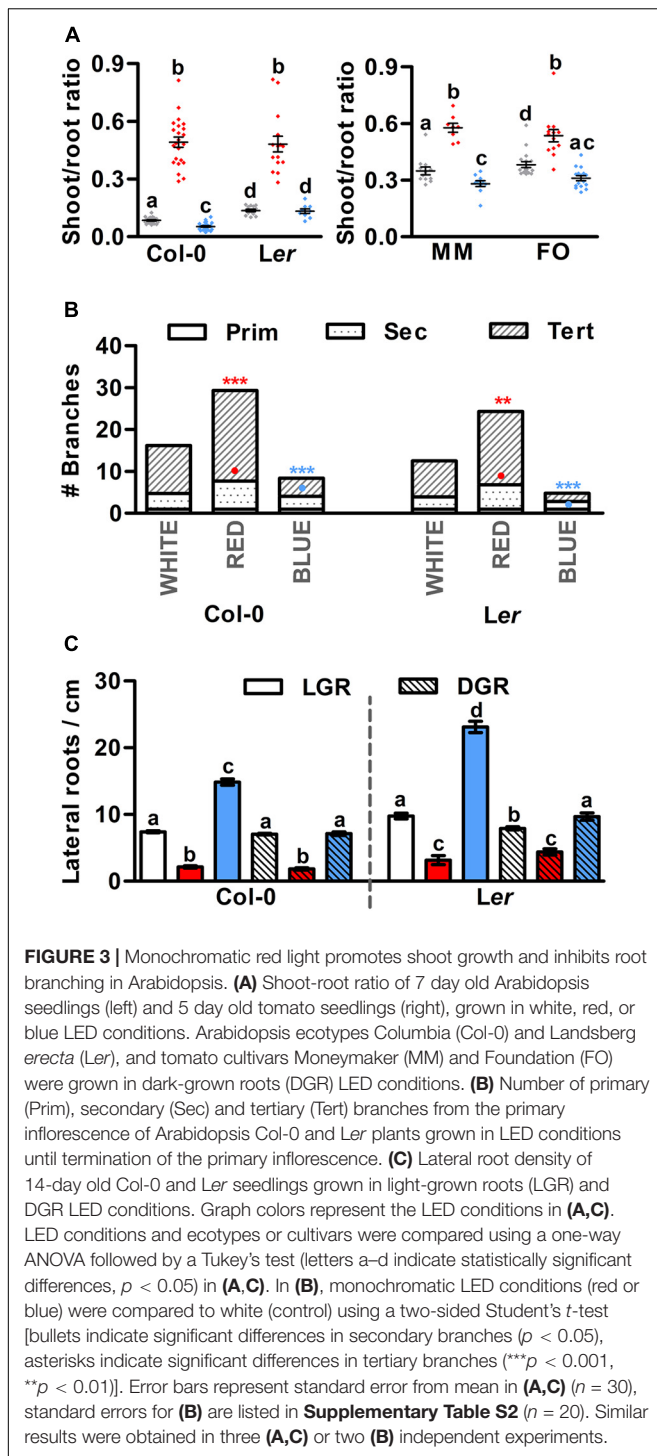 A
Shoot/root ratio
0.9
0.6
0.3
0.0
a
b
c
d
b
d
Col-0
Ler
Shoot/root ratio
0.9
0.6
0.3
0.0
a
b
c
d
b
ac
MM
FO
B
Prim
Sec
Tert
# Branches
40
30
20
10
0
***
***
**
***
WHITE
RED
BLUE
WHITE
RED
BLUE
Col-0
Ler
C
LGR
DGR
Lateral roots / cm
30
20
10
0
a
b
c
a
b
a
a
c
d
b
c
a
Col-0
Ler
FIGURE 3 | Monochromatic red light promotes shoot growth and inhibits root
branching in Arabidopsis. (A) Shoot-root ratio of 7 day old Arabidopsis
seedlings (left) and 5 day old tomato seedlings (right), grown in white, red, or
blue LED conditions. Arabidopsis ecotypes Columbia (Col-0) and Landsberg
erecta (Ler), and tomato cultivars Moneymaker (MM) and Foundation (FO)
were grown in dark-grown roots (DGR) LED conditions. (B) Number of primary
(Prim), secondary (Sec) and tertiary (Tert) branches from the primary
inflorescence of Arabidopsis Col-0 and Ler plants grown in LED conditions
until termination of the primary inflorescence. (C) Lateral root density of
14-day old Col-0 and Ler seedlings grown in light-grown roots (LGR) and
DGR LED conditions. Graph colors represent the LED conditions in (A,C).
LED conditions and ecotypes or cultivars were compared using a one-way
ANOVA followed by a Tukey's test (letters a–d indicate statistically significant
differences, p < 0.05) in (A,C). In (B), monochromatic LED conditions (red or
blue) were compared to white (control) using a two-sided Student's t-test
[bullets indicate significant differences in secondary branches (p < 0.05),
asterisks indicate significant differences in tertiary branches (***p < 0.001,
**p < 0.01)]. Error bars represent standard error from mean in (A,C) (n = 30),
standard errors for (B) are listed in Supplementary Table S2 (n = 20). Similar
results were obtained in three (A,C) or two (B) independent experiments.